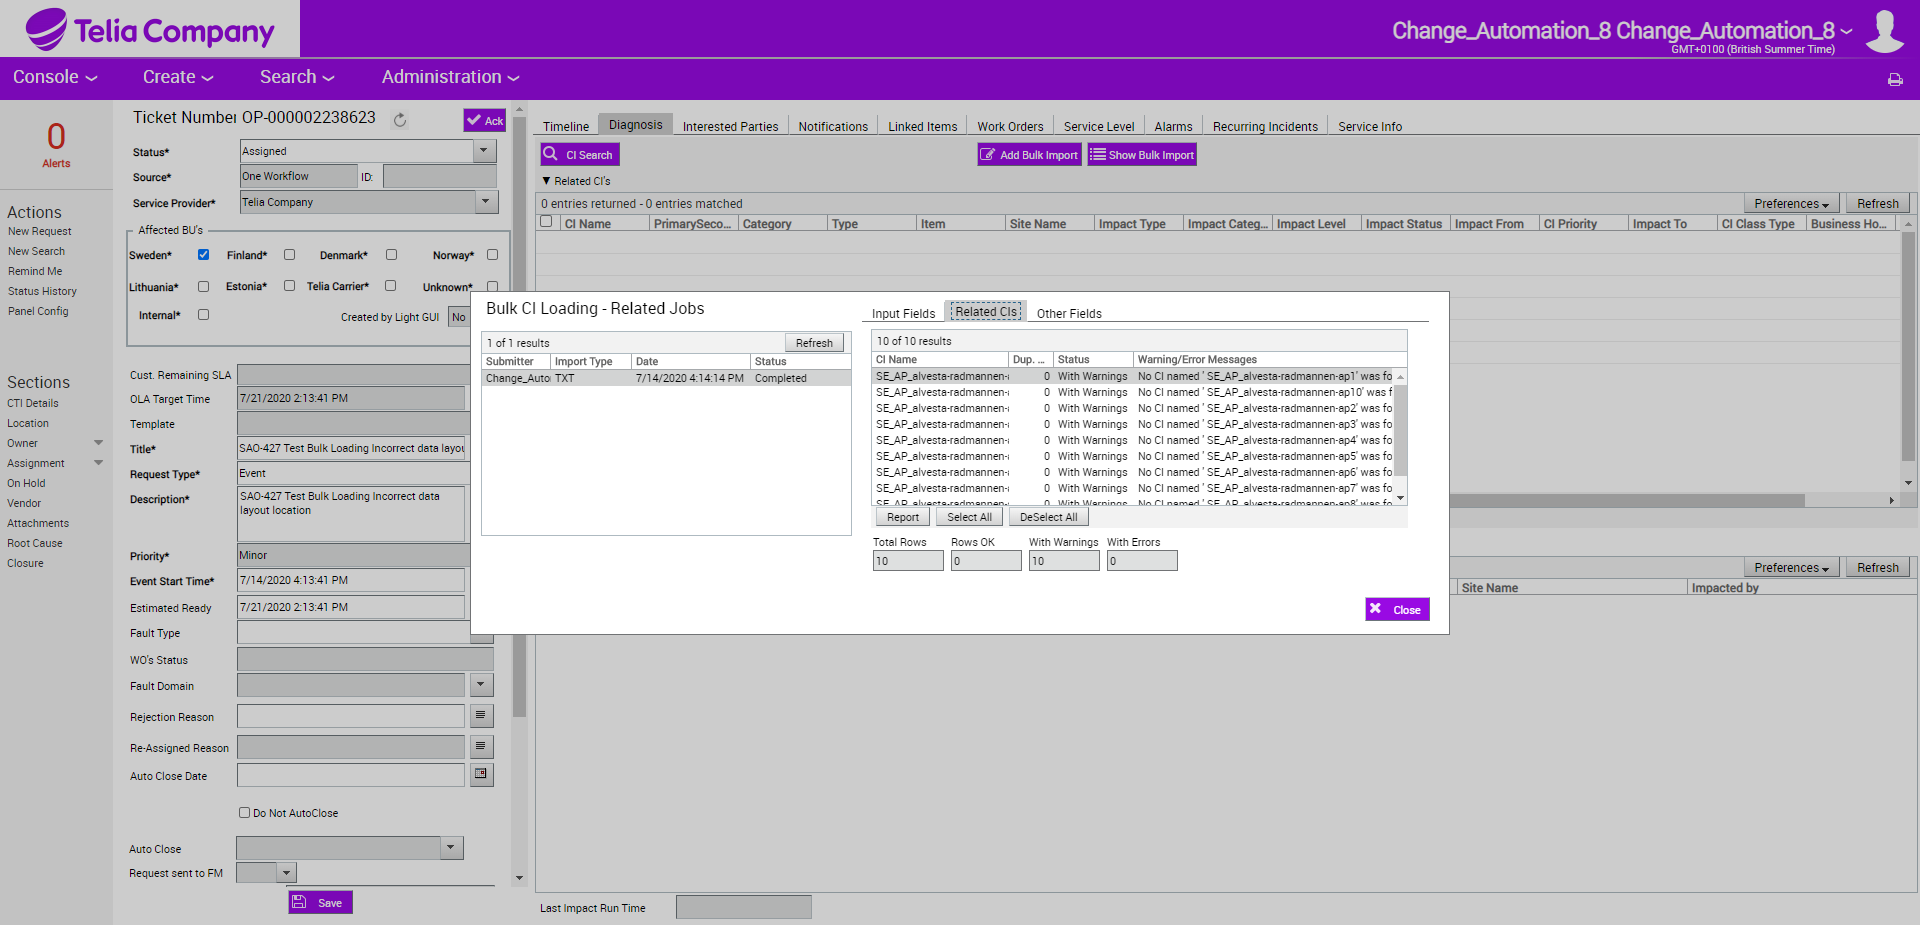 Telia Company
Change_Automation_8 Change_Automation_8
GMT+0100 (British Summer Time)
Console Create Search Administration
0
Alerts
Actions
New Request
New Search
Remind Me
Status History
Panel Config
Sections
CTI Details
Location
Owner
Assignment
On Hold
Vendor
Attachments
Root Cause
Closure
Ticket Number OP-000002238623
Ack
Status* Assigned
Source* One Workflow ID:
Service Provider* Telia Company
Affected BU's
Sweden* Finland* Denmark* Norway*
Lithuania* Estonia* Telia Carrier* Unknown*
Internal* Created by Light GUI No
Cust. Remaining SLA
OLA Target Time 7/21/2020 2:13:41 PM
Template
Title* SAO-427 Test Bulk Loading Incorrect data layou
Request Type* Event
Description* SAO-427 Test Bulk Loading Incorrect data
layout location
Priority* Minor
Event Start Time* 7/14/2020 4:13:41 PM
Estimated Ready 7/21/2020 2:13:41 PM
Fault Type
WO's Status
Fault Domain
Rejection Reason
Re-Assigned Reason
Auto Close Date
Do Not AutoClose
Auto Close
Request sent to FM
Save
Timeline Diagnosis Interested Parties Notifications Linked Items Work Orders Service Level Alarms Recurring Incidents Service Info
CI Search Add Bulk Import Show Bulk Import
Related CI's
0 entries returned - 0 entries matched Preferences Refresh
CI Name PrimarySeco... Category Type Item Site Name Impact Type Impact Categ... Impact Level Impact Status Impact From CI Priority Impact To CI Class Type Business Ho...
Bulk CI Loading - Related Jobs
1 of 1 results Refresh
Submitter Import Type Date Status
Change_Auto TXT 7/14/2020 4:14:14 PM Completed
Input Fields Related CIs Other Fields
10 of 10 results
CI Name Dup. ... Status Warning/Error Messages
SE_AP_alvesta-radmannen- 0 With Warnings No CI named ' SE_AP_alvesta-radmannen-ap1' was fo
SE_AP_alvesta-radmannen- 0 With Warnings No CI named ' SE_AP_alvesta-radmannen-ap10' was f
SE_AP_alvesta-radmannen- 0 With Warnings No CI named ' SE_AP_alvesta-radmannen-ap2' was fo
SE_AP_alvesta-radmannen- 0 With Warnings No CI named ' SE_AP_alvesta-radmannen-ap3' was fo
SE_AP_alvesta-radmannen- 0 With Warnings No CI named ' SE_AP_alvesta-radmannen-ap4' was fo
SE_AP_alvesta-radmannen- 0 With Warnings No CI named ' SE_AP_alvesta-radmannen-ap5' was fo
SE_AP_alvesta-radmannen- 0 With Warnings No CI named ' SE_AP_alvesta-radmannen-ap6' was fo
SE_AP_alvesta-radmannen- 0 With Warnings No CI named ' SE_AP_alvesta-radmannen-ap7' was fo
SE_AP_alvesta-radmannen- 0 With Warnings No CI named ' SE_AP_alvesta-radmannen-ap8' was fo
Report Select All DeSelect All
Total Rows Rows OK With Warnings With Errors
10 0 10 0
Close
Preferences Refresh
Site Name Impacted by
Last Impact Run Time